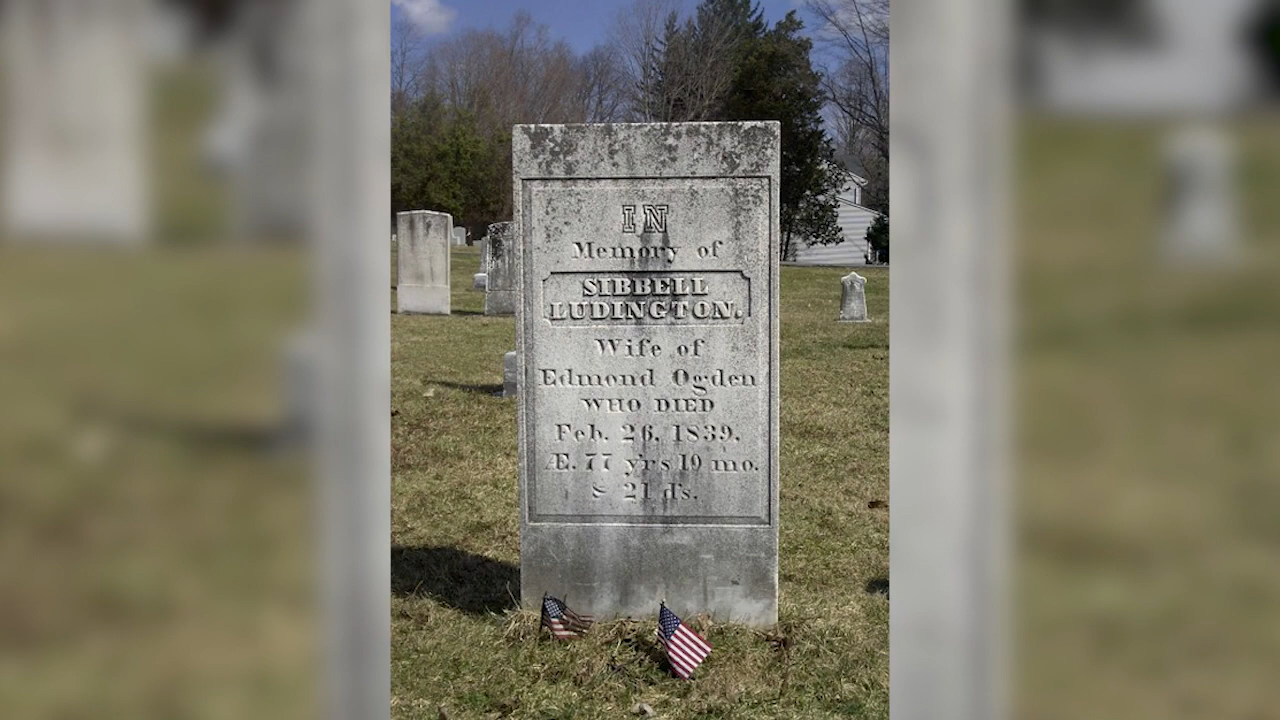 IN
Memory of
SIBBELL
LUDINGTON.
Wife of
Edmond Ogden
WHO DIED
Feb. 26, 1839.
Æ. 77 yrs 10 mo.
& 21 d's.